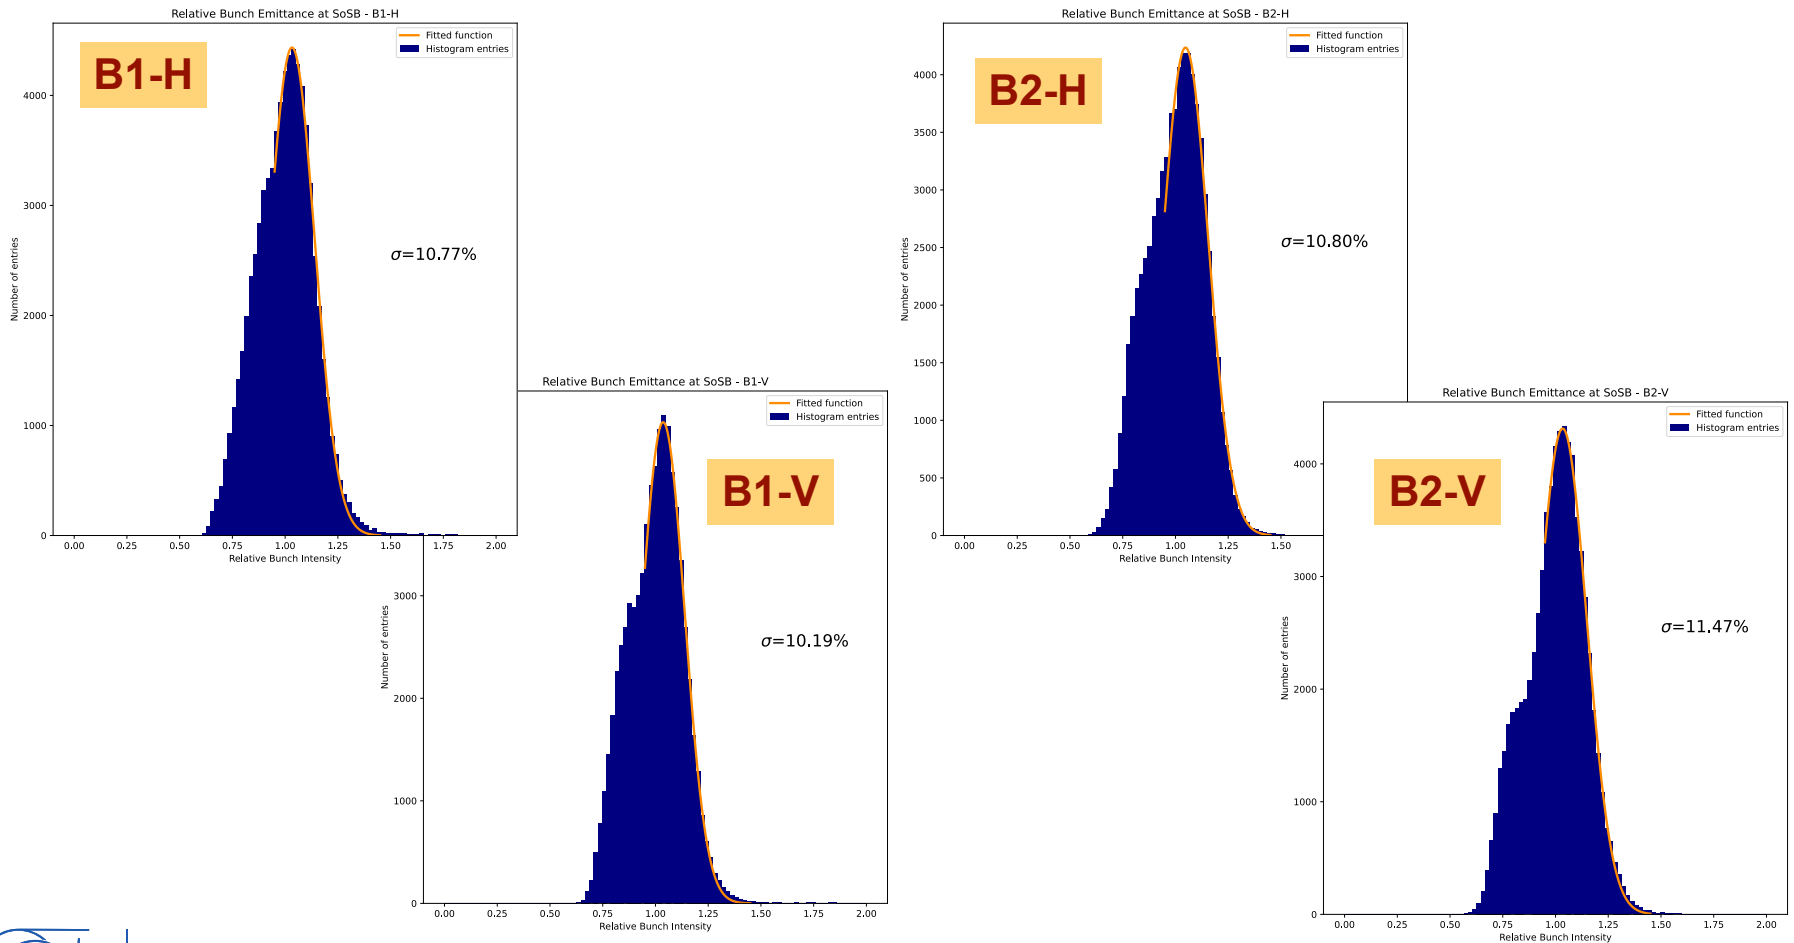 Relative Bunch Emittance at SoSB - B1-H
Fitted function
Histogram entries
B1-H
σ=10.77%
Number of entries
4000
3000
2000
1000
0
0.00 0.25 0.50 0.75 1.00 1.25 1.50 1.75 2.00
Relative Bunch Intensity
Relative Bunch Emittance at SoSB - B1-V
Fitted function
Histogram entries
B1-V
σ=10.19%
Number of entries
3000
2000
1000
0
0.00 0.25 0.50 0.75 1.00 1.25 1.50 1.75 2.00
Relative Bunch Intensity
Relative Bunch Emittance at SoSB - B2-H
Fitted function
Histogram entries
B2-H
σ=10.80%
Number of entries
4000
3500
3000
2500
2000
1500
1000
500
0
0.00 0.25 0.50 0.75 1.00 1.25 1.50
Relative Bunch Intensity
Relative Bunch Emittance at SoSB - B2-V
Fitted function
Histogram entries
B2-V
σ=11.47%
Number of entries
4000
3000
2000
1000
0
0.00 0.25 0.50 0.75 1.00 1.25 1.50 1.75 2.00
Relative Bunch Intensity